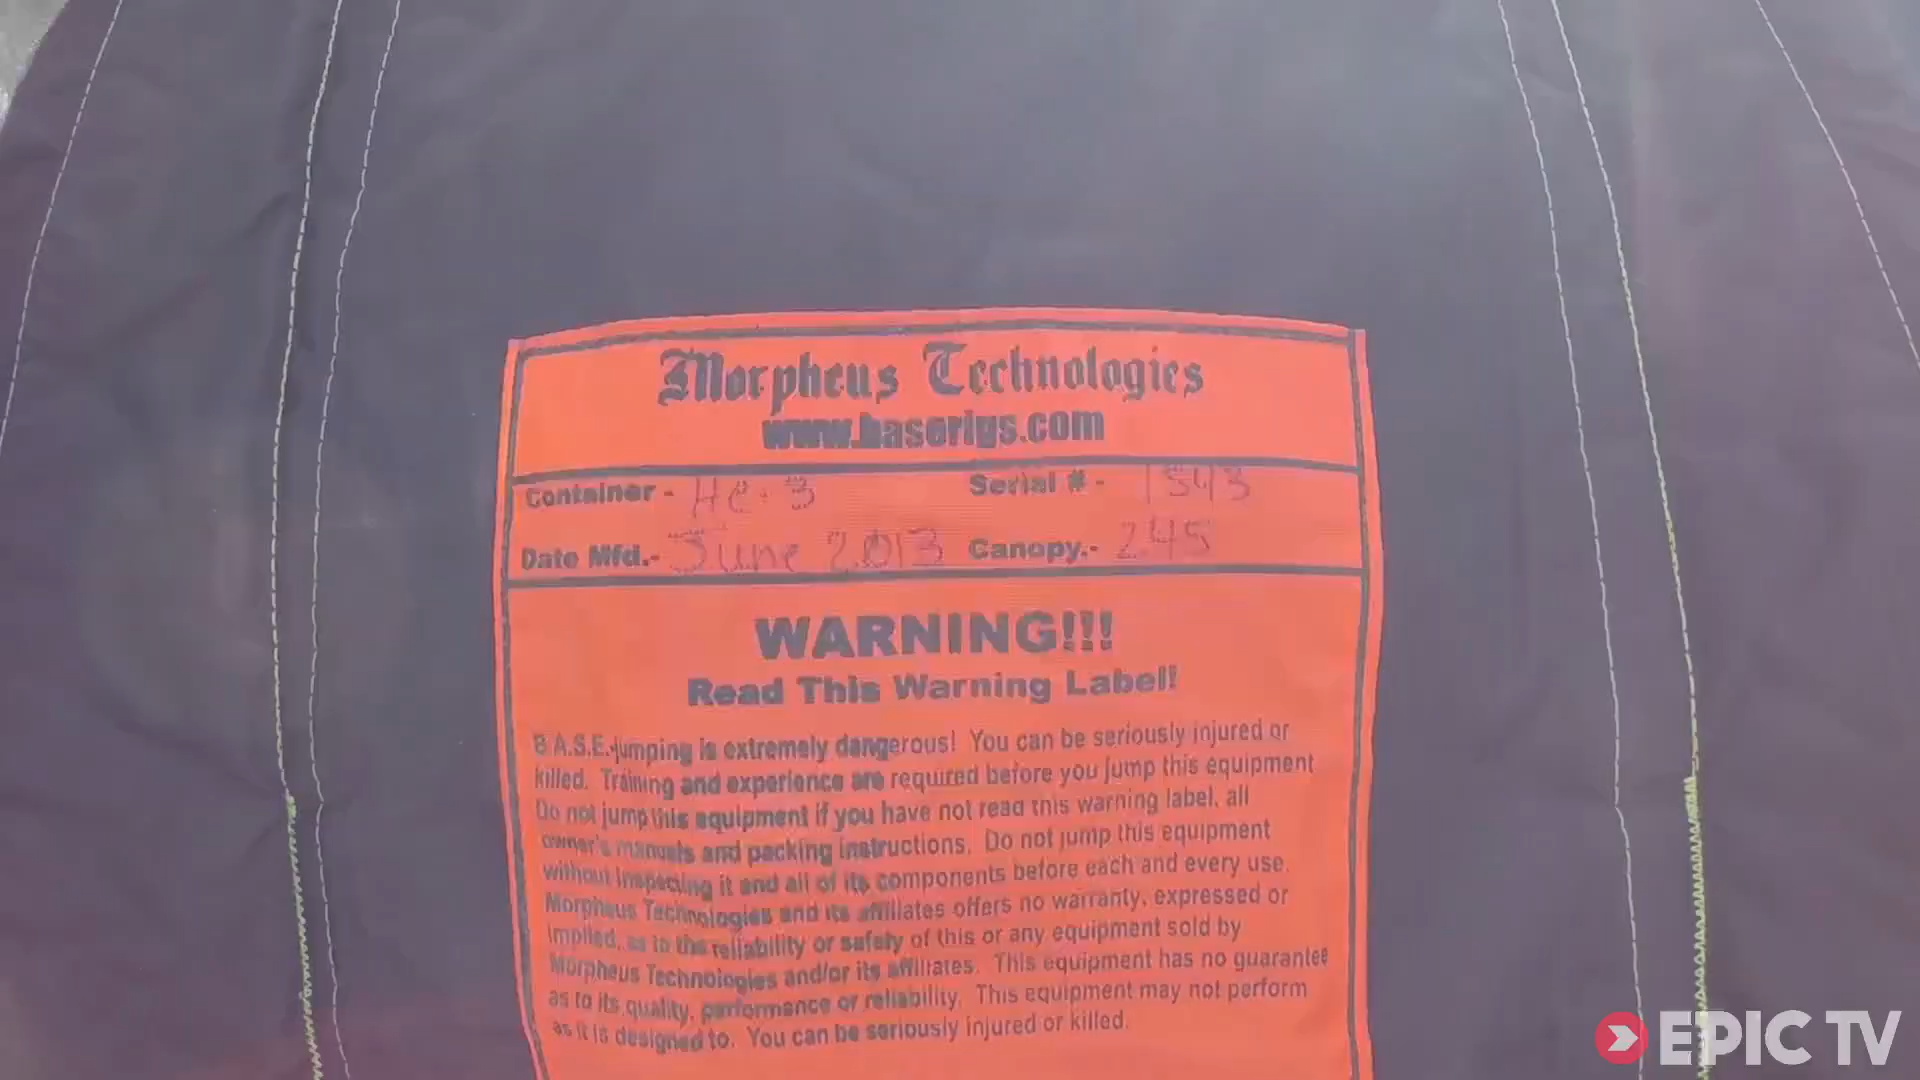 Morpheus Technologies
www.baserigs.com
Container - He-3 Serial # - 1543
Date Mfd.- June 2013 Canopy.- 245
WARNING!!!
Read This Warning Label!
B.A.S.E.-jumping is extremely dangerous! You can be seriously injured or
killed. Training and experience are required before you jump this equipment
Do not jump this equipment if you have not read this warning label, all
owner's manuals and packing instructions. Do not jump this equipment
without inspecting it and all of its components before each and every use.
Morpheus Technologies and its affiliates offers no warranty, expressed or
implied, as to the reliability or safety of this or any equipment sold by
Morpheus Technologies and/or its affiliates. This equipment has no guarantee
as to its quality, performance or reliability. This equipment may not perform
as it is designed to. You can be seriously injured or killed.
EPIC TV